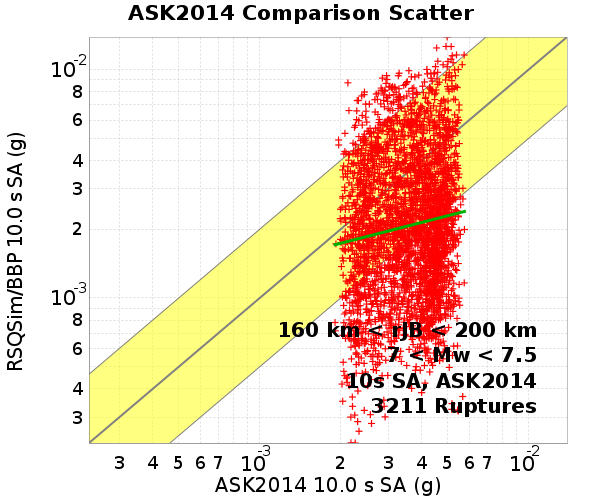 ASK2014 Comparison Scatter
RSQSim/BBP 10.0 s SA (g)
10-2
8
6
4
3
2
10-3
8
6
4
3
160 km < rJB < 200 km
7 < Mw < 7.5
10s SA, ASK2014
3211 Ruptures
3 4 5 6 7 10-3 2 3 4 5 6 7 10-2
ASK2014 10.0 s SA (g)